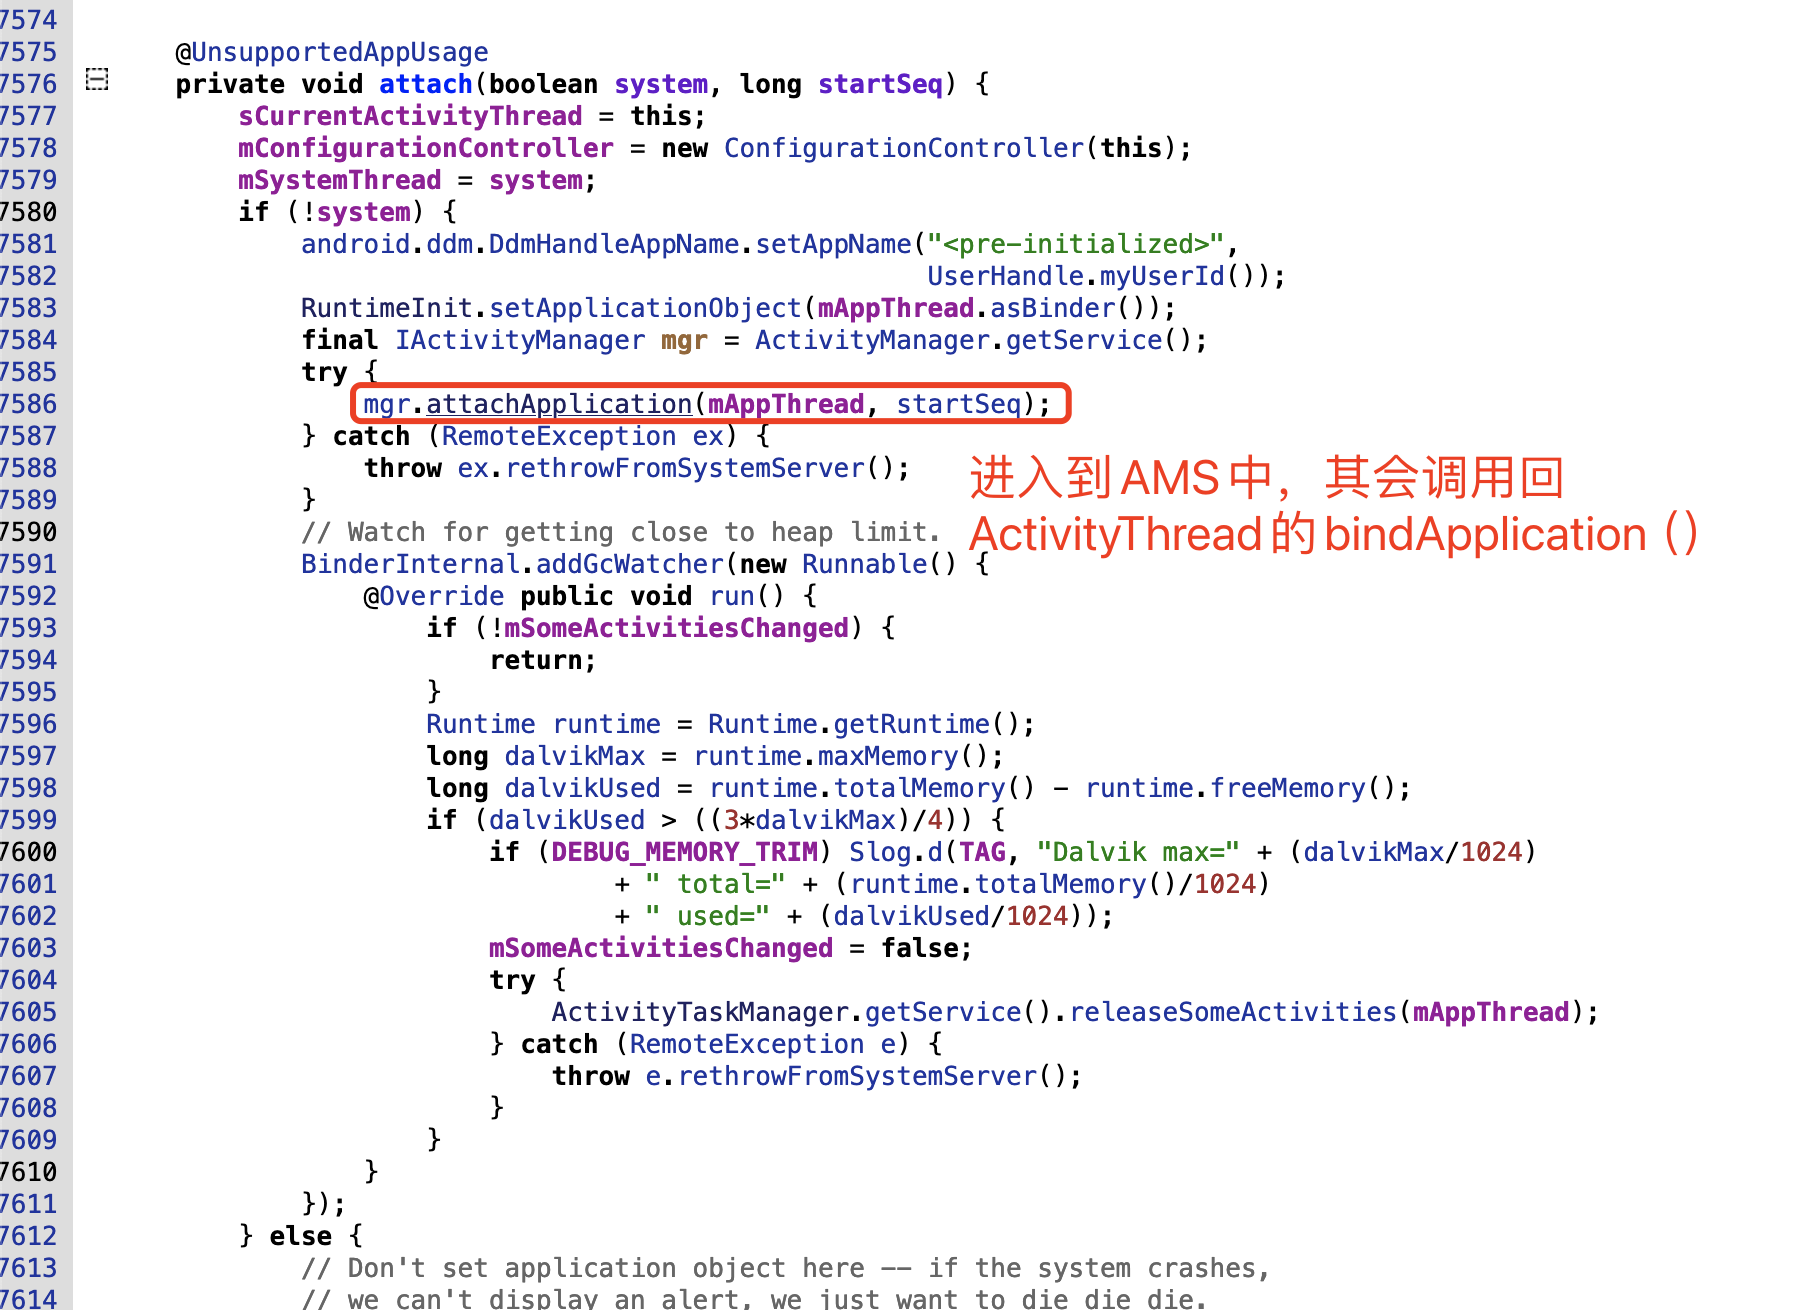 7574
7575 @UnsupportedAppUsage
7576 private void attach(boolean system, long startSeq) {
7577 sCurrentActivityThread = this;
7578 mConfigurationController = new ConfigurationController(this);
7579 mSystemThread = system;
7580 if (!system) {
7581 android.ddm.DdmHandleAppName.setAppName("<pre-initialized>",
7582 UserHandle.myUserId());
7583 RuntimeInit.setApplicationObject(mAppThread.asBinder());
7584 final IActivityManager mgr = ActivityManager.getService();
7585 try {
7586 mgr.attachApplication(mAppThread, startSeq);
7587 } catch (RemoteException ex) {
7588 throw ex.rethrowFromSystemServer();
进入到AMS中，其会调用回
7589 }
7590 // Watch for getting close to heap limit.
ActivityThread的bindApplication（）
7591 BinderInternal.addGcWatcher(new Runnable() {
7592 @Override public void run() {
7593 if (!mSomeActivitiesChanged) {
7594 return;
7595 }
7596 Runtime runtime = Runtime.getRuntime();
7597 long dalvikMax = runtime.maxMemory();
7598 long dalvikUsed = runtime.totalMemory() - runtime.freeMemory();
7599 if (dalvikUsed > ((3*dalvikMax)/4)) {
7600 if (DEBUG_MEMORY_TRIM) Slog.d(TAG, "Dalvik max=" + (dalvikMax/1024)
7601 + " total=" + (runtime.totalMemory()/1024)
7602 + " used=" + (dalvikUsed/1024));
7603 mSomeActivitiesChanged = false;
7604 try {
7605 ActivityTaskManager.getService().releaseSomeActivities(mAppThread);
7606 } catch (RemoteException e) {
7607 throw e.rethrowFromSystemServer();
7608 }
7609 }
7610 }
7611 });
7612 } else {
7613 // Don't set application object here -- if the system crashes,
7614 // we can't display an alert, we just want to die die die.